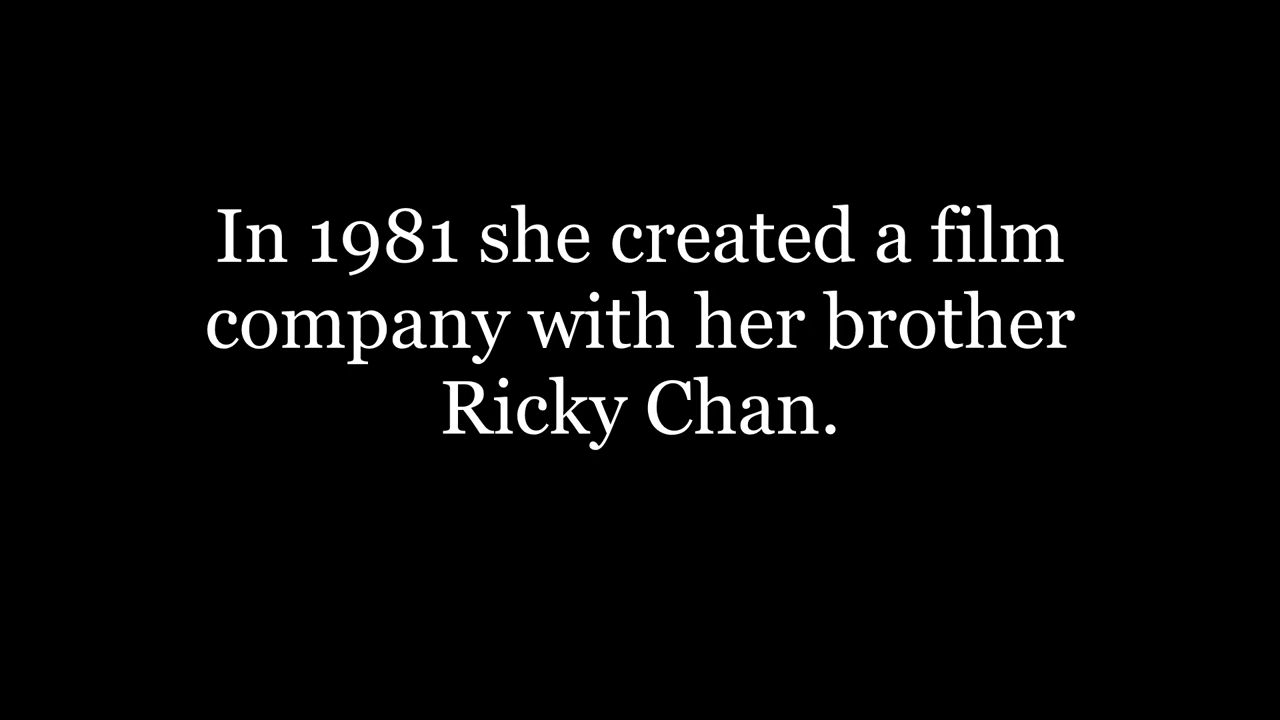 In 1981 she created a film
company with her brother
Ricky Chan.